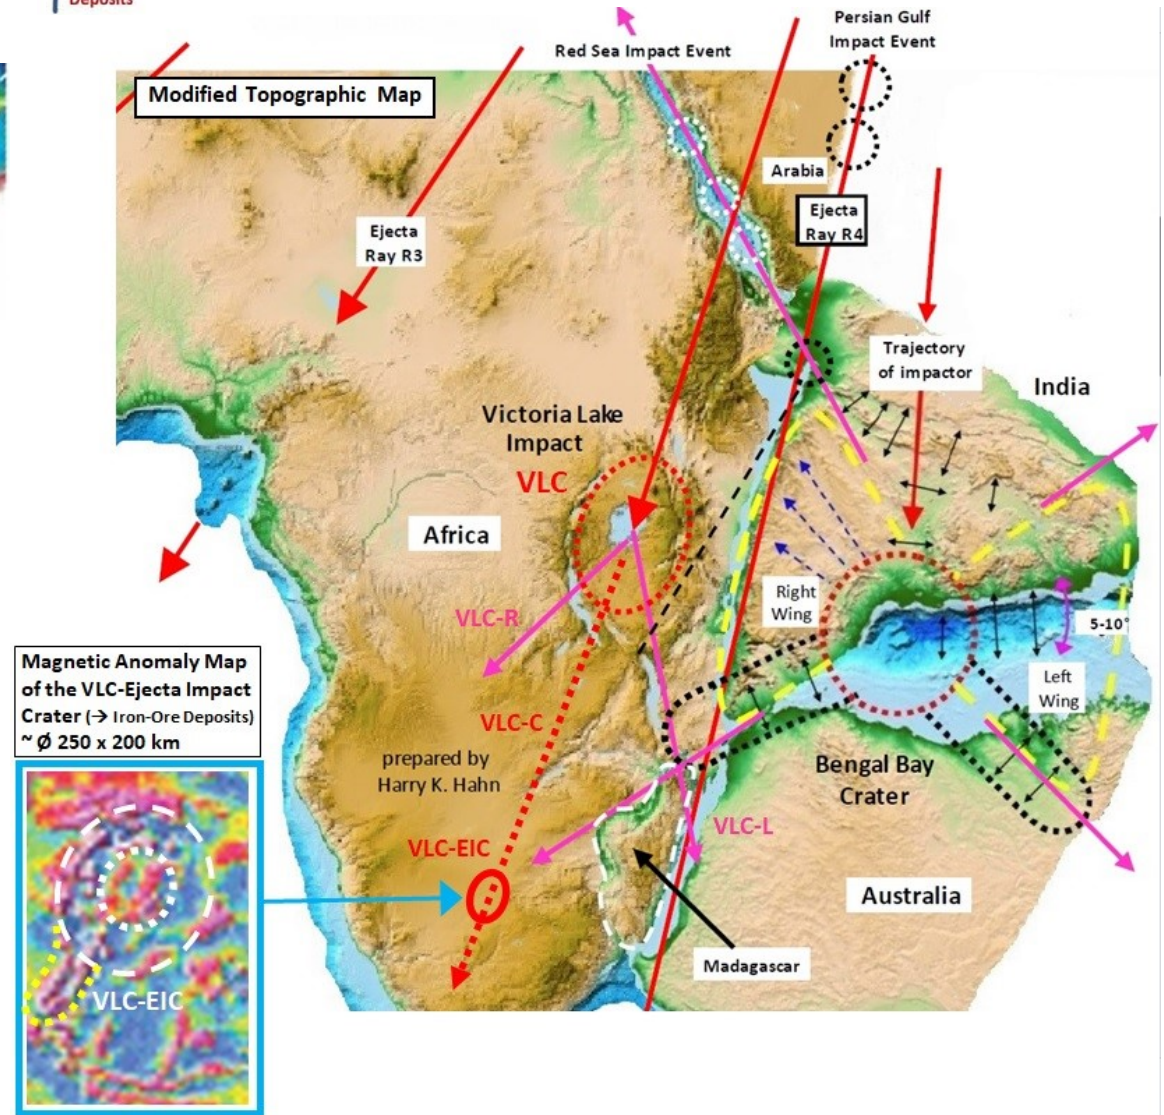 Deposits
Persian Gulf
Impact Event
Red Sea Impact Event
Modified Topographic Map
Arabia
Ejecta
Ray R4
Ejecta
Ray R3
Trajectory
of impactor
India
Victoria Lake
Impact
VLC
Africa
Right
Wing
5-10°
VLC-R
Left
Wing
Magnetic Anomaly Map
of the VLC-Ejecta Impact
Crater (→ Iron-Ore Deposits)
~ Ø 250 x 200 km
VLC-C
prepared by
Harry K. Hahn
Bengal Bay
Crater
VLC-L
VLC-EIC
Australia
Madagascar
VLC-EIC